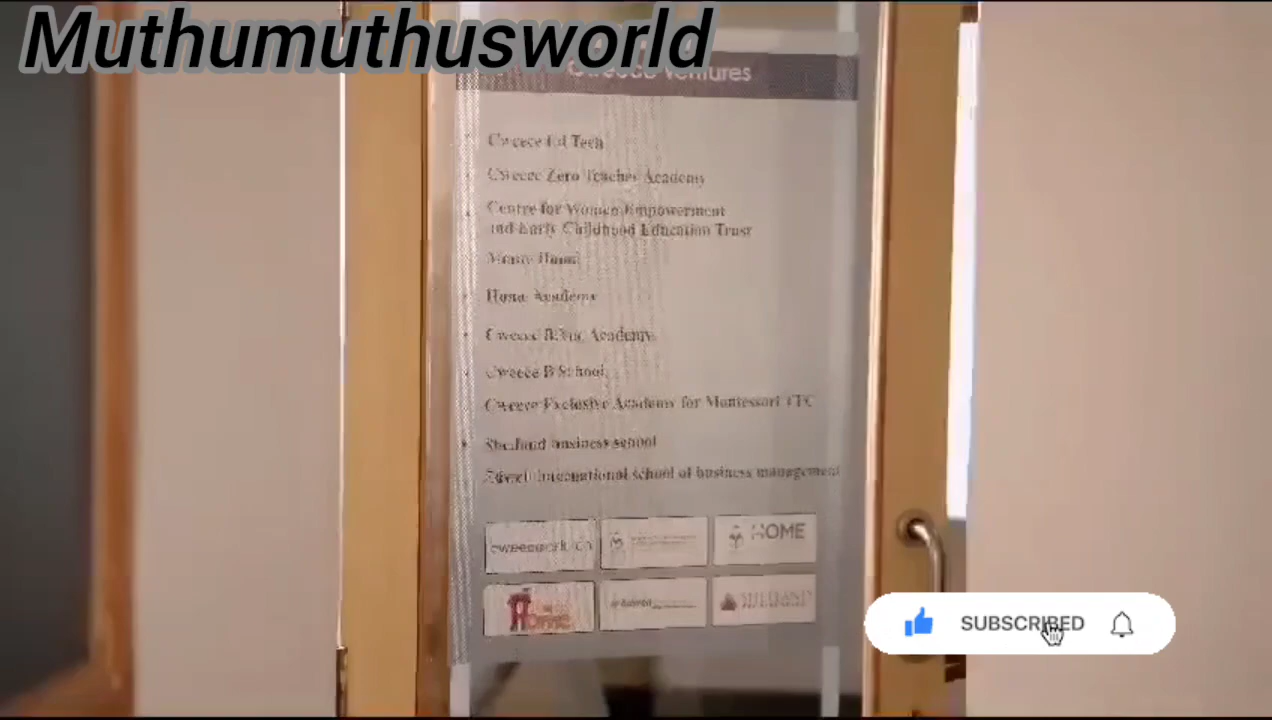 Muthumuthusworld
Ventures
Cweece Ed Tech
Cweece Zero Teacher Academy
Centre for Women Empowerment
and Early Childhood Education Trust
Home Academy
Cweece Academy
Cweece B School
Cweece Exclusive Academy for Montessori TTC
business school
international school of business management
HOME
Home
SUBSCRIBED